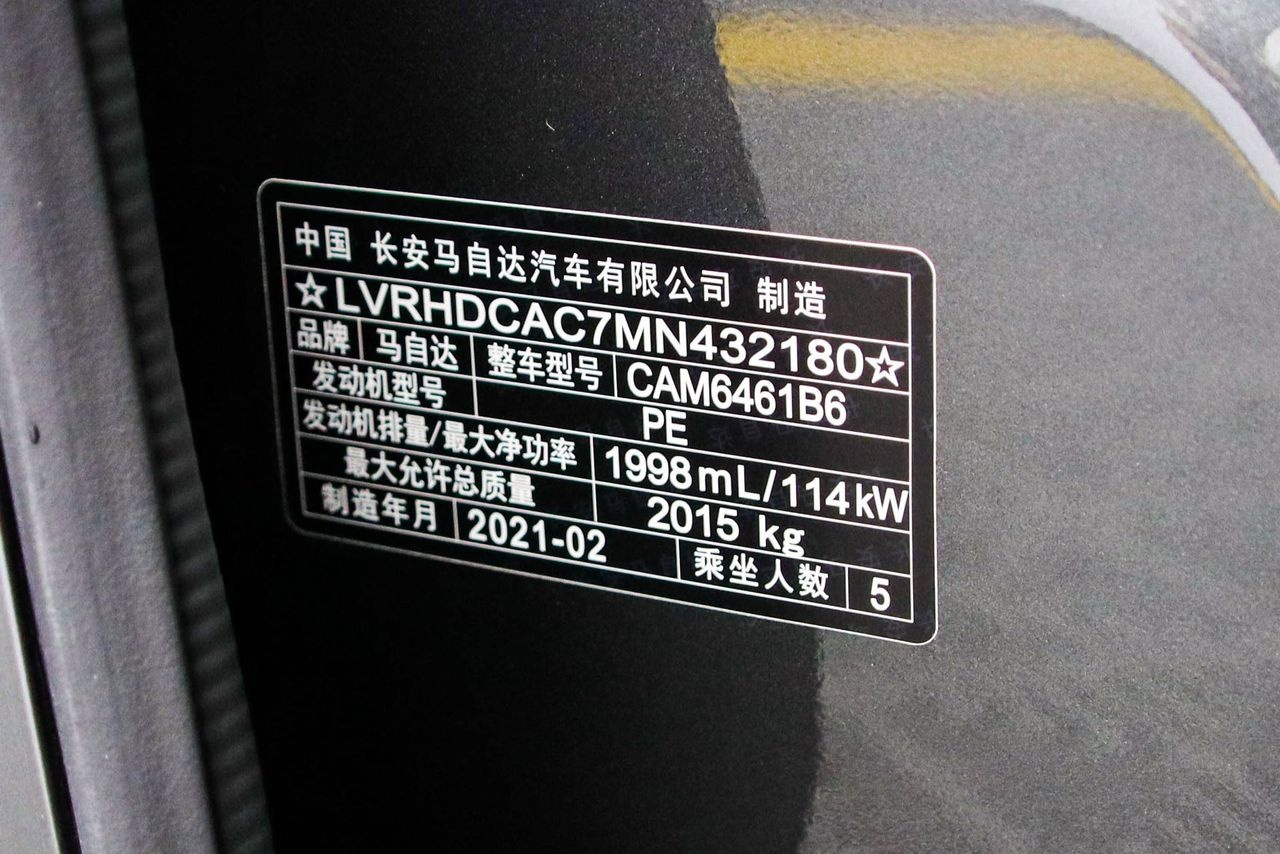 中国 长安马自达汽车有限公司 制造
☆LVRHDCAC7MN432180☆
品牌 马自达 整车型号 CAM6461B6
发动机型号 PE
发动机排量/最大净功率 1998mL/114kW
最大允许总质量 2015 kg
制造年月 2021-02 乘坐人数 5